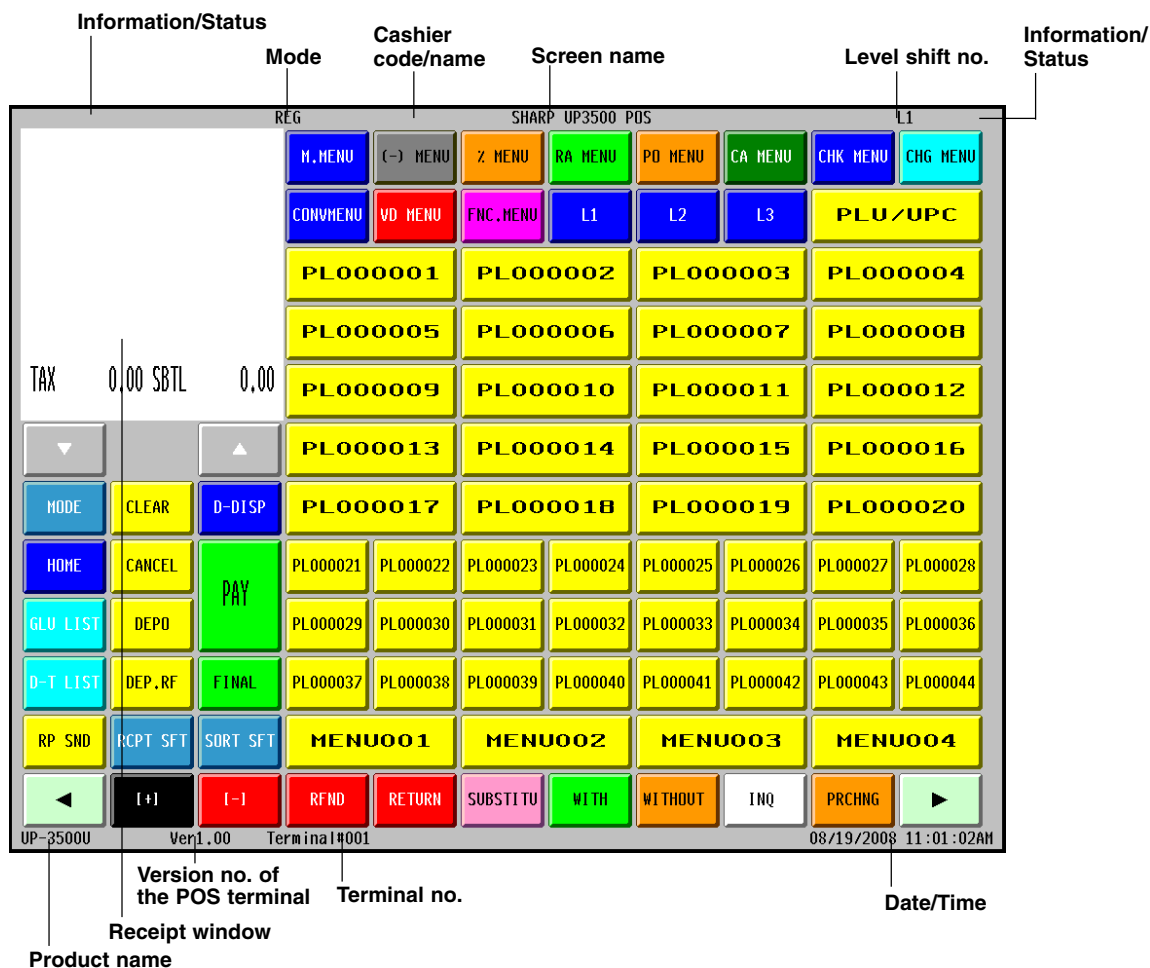 Information/Status
Mode
Cashier
code/name
Screen name
Level shift no.
Information/
Status
REG
SHARP UP3500 POS
L1
M.MENU
(-) MENU
% MENU
RA MENU
PO MENU
CA MENU
CHK MENU
CHG MENU
CONVMENU
VD MENU
FNC.MENU
L1
L2
L3
PLU/UPC
PL000001
PL000002
PL000003
PL000004
PL000005
PL000006
PL000007
PL000008
TAX 0.00 SBTL 0.00
PL000009
PL000010
PL000011
PL000012
PL000013
PL000014
PL000015
PL000016
MODE
CLEAR
D-DISP
PL000017
PL000018
PL000019
PL000020
HOME
CANCEL
PAY
PL000021
PL000022
PL000023
PL000024
PL000025
PL000026
PL000027
PL000028
GLU LIST
DEPO
PL000029
PL000030
PL000031
PL000032
PL000033
PL000034
PL000035
PL000036
D-T LIST
DEP.RF
FINAL
PL000037
PL000038
PL000039
PL000040
PL000041
PL000042
PL000043
PL000044
RP SND
RCPT SFT
SORT SFT
MENU001
MENU002
MENU003
MENU004
[+]
[-]
RFND
RETURN
SUBSTITU
WITH
WITHOUT
INQ
PRCHNG
UP-3500U
Ver1.00
Terminal#001
08/19/2008 11:01:02AM
Version no. of
the POS terminal
Terminal no.
Date/Time
Receipt window
Product name